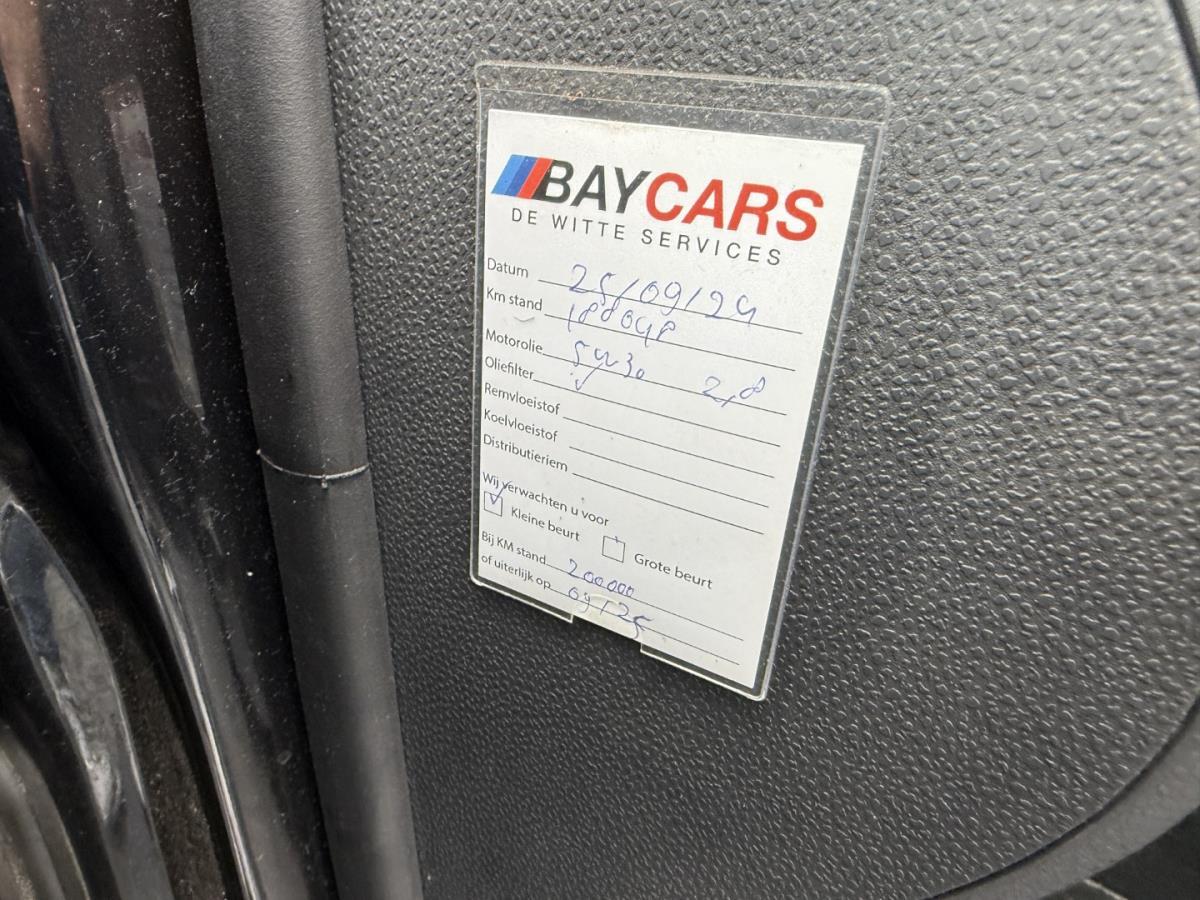 BAYCARS
DE WITTE SERVICES
Datum 25/09/24
Km stand 188048
Motorolie 5w30 2,8
Oliefilter
Remvloeistof
Koelvloeistof
Distributieriem
Wij verwachten u voor
Kleine beurt Grote beurt
Bij KM stand 200000
of uiterlijk op 09/25